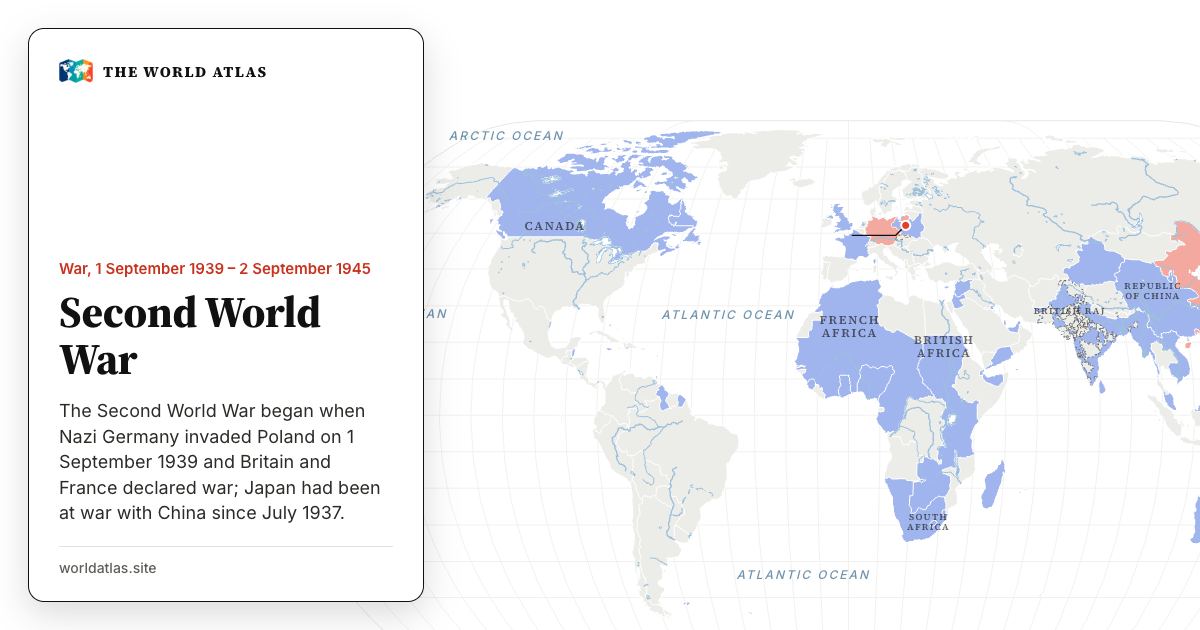 THE WORLD ATLAS
War, 1 September 1939 – 2 September 1945
Second World
War
The Second World War began when
Nazi Germany invaded Poland on 1
September 1939 and Britain and
France declared war; Japan had been
at war with China since July 1937.
worldatlas.site
ARCTIC OCEAN
CANADA
ATLANTIC OCEAN
FRENCH
AFRICA
BRITISH
AFRICA
REPUBLIC
OF CHINA
BRITISH RAJ
SOUTH
AFRICA
ATLANTIC OCEAN